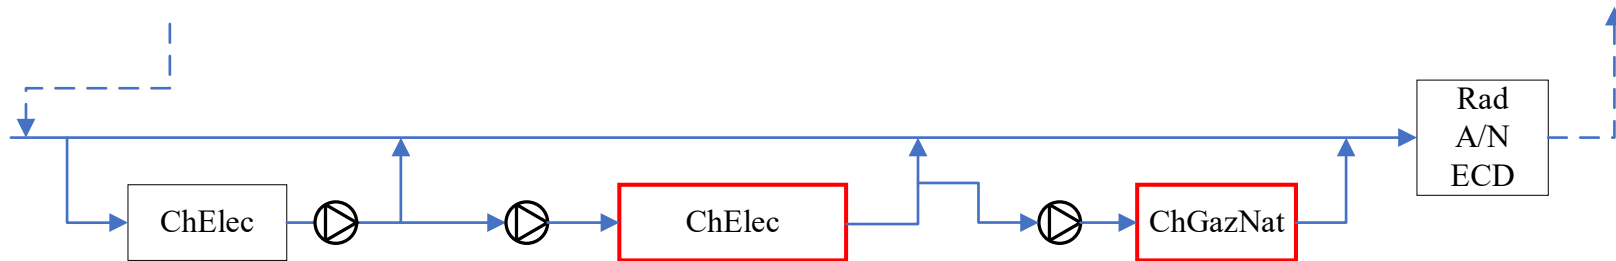 Rad
A/N
ECD
ChElec
ChElec
ChGazNat